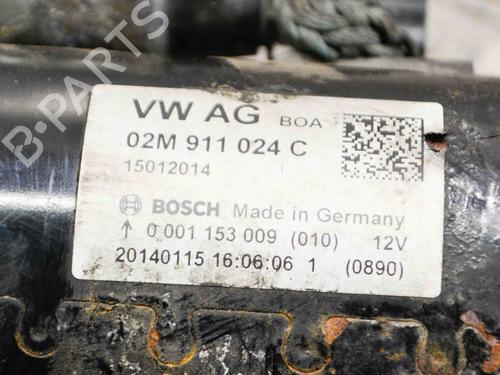 VW AG BOA
02M 911 024 C
15012014
BOSCH Made in Germany
0 001 153 009 (010) 12V
20140115 16:06:06 1 (0890)
B-PARTS